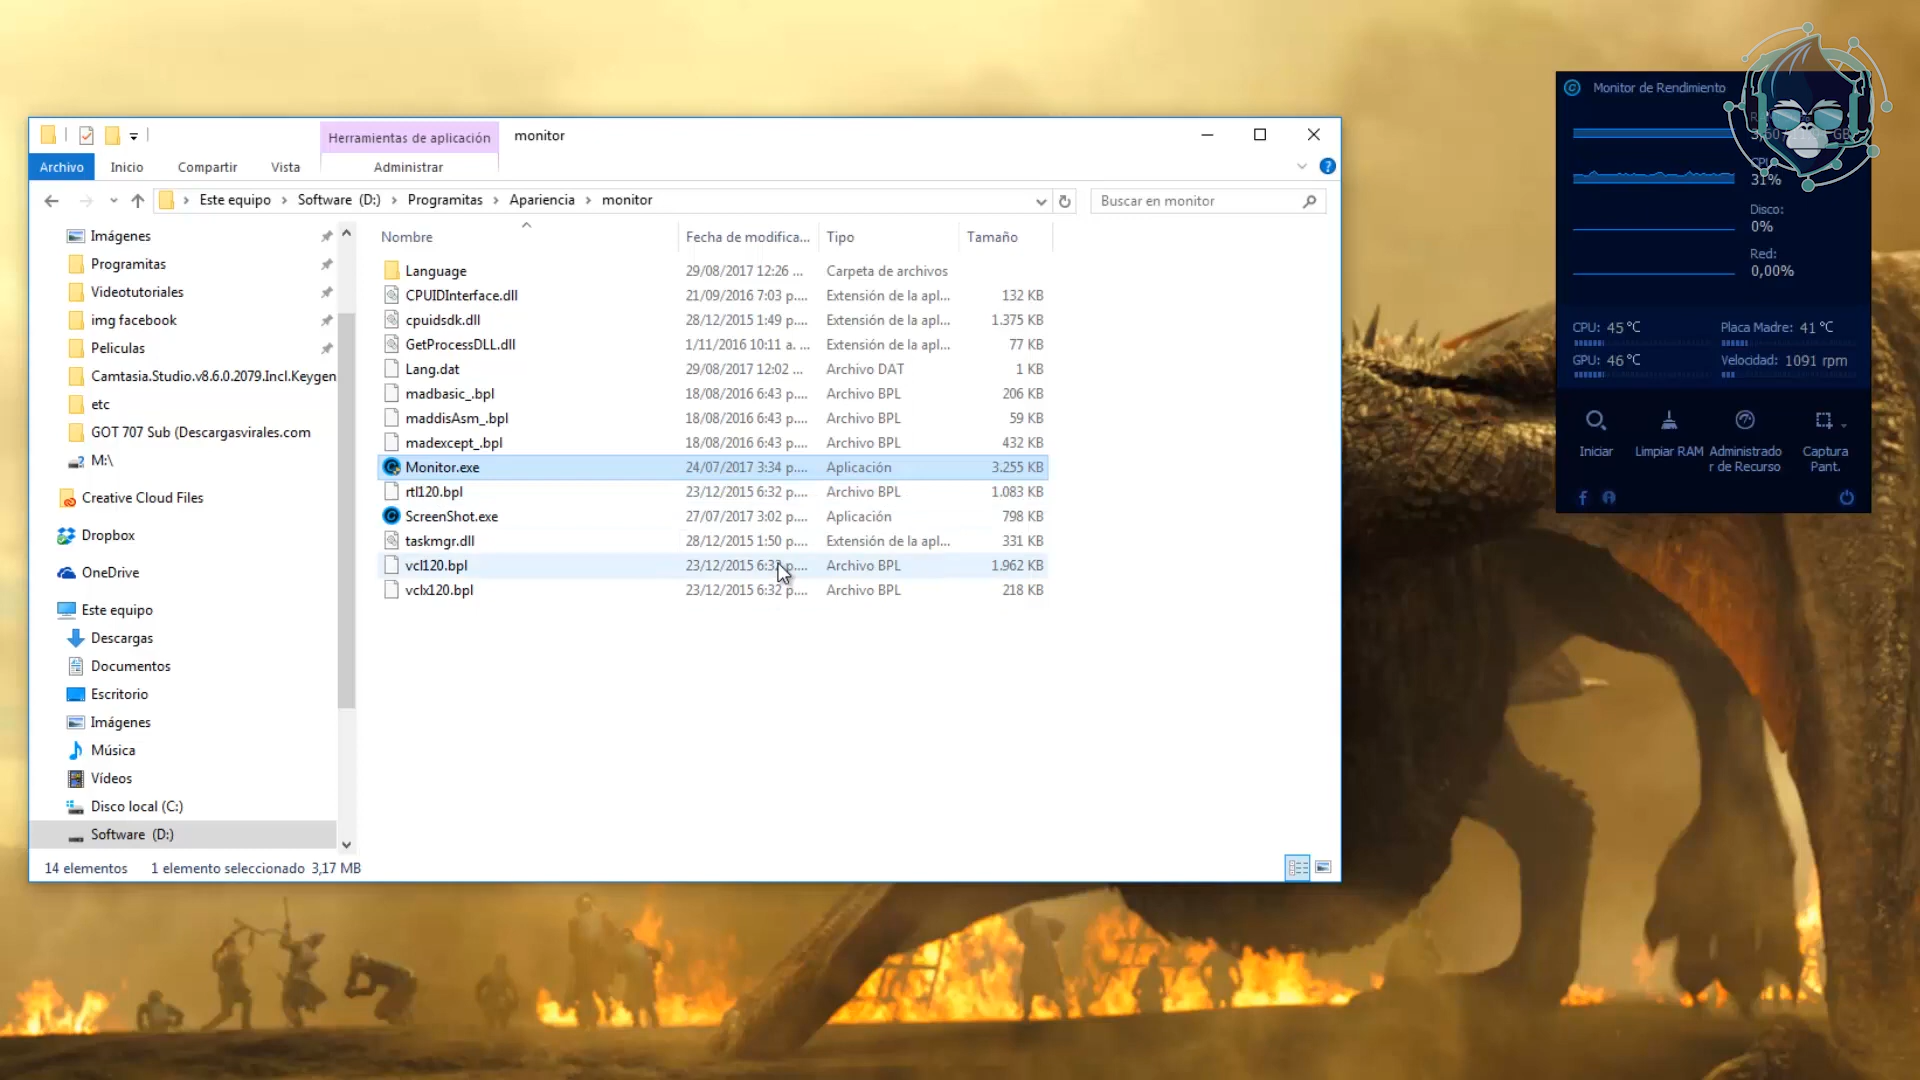 Herramientas de aplicación
monitor
Archivo
Inicio
Compartir
Vista
Administrar
Este equipo
Software (D:)
Programitas
Apariencia
monitor
Buscar en monitor
Imágenes
Programitas
Videotutoriales
img facebook
Peliculas
Camtasia.Studio.v8.6.0.2079.Incl.Keygen
etc
GOT 707 Sub (Descargasvirales.com
M:\
Creative Cloud Files
Dropbox
OneDrive
Este equipo
Descargas
Documentos
Escritorio
Imágenes
Música
Vídeos
Disco local (C:)
Software (D:)
Nombre Fecha de modifica... Tipo Tamaño
Language 29/08/2017 12:26 ... Carpeta de archivos
CPUIDInterface.dll 21/09/2016 7:03 p.... Extensión de la apl... 132 KB
cpuidsdk.dll 28/12/2015 1:49 p.... Extensión de la apl... 1.375 KB
GetProcessDLL.dll 1/11/2016 10:11 a. ... Extensión de la apl... 77 KB
Lang.dat 29/08/2017 12:02 ... Archivo DAT 1 KB
madbasic_.bpl 18/08/2016 6:43 p.... Archivo BPL 206 KB
maddisAsm_.bpl 18/08/2016 6:43 p.... Archivo BPL 59 KB
madexcept_.bpl 18/08/2016 6:43 p.... Archivo BPL 432 KB
Monitor.exe 24/07/2017 3:34 p.... Aplicación 3.255 KB
rtl120.bpl 23/12/2015 6:32 p.... Archivo BPL 1.083 KB
ScreenShot.exe 27/07/2017 3:02 p.... Aplicación 798 KB
taskmgr.dll 28/12/2015 1:50 p.... Extensión de la apl... 331 KB
vcl120.bpl 23/12/2015 6:32 p.... Archivo BPL 1.962 KB
vclx120.bpl 23/12/2015 6:32 p.... Archivo BPL 218 KB
14 elementos 1 elemento seleccionado 3,17 MB
Monitor de Rendimiento
31%
Disco:
0%
Red:
0,00%
CPU: 45 °C Placa Madre: 41 °C
GPU: 46 °C Velocidad: 1091 rpm
Iniciar
Limpiar RAM
Administrado
r de Recurso
Captura
Pant.